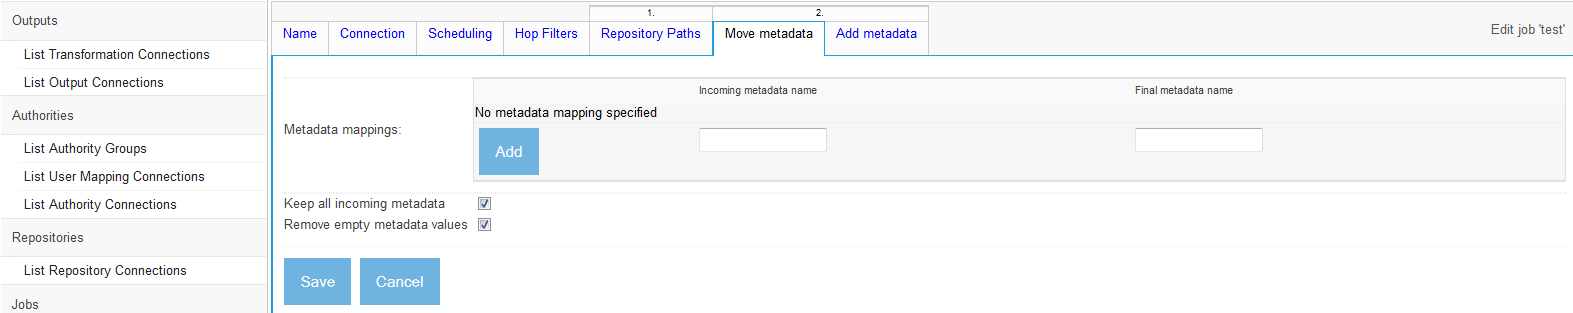 Outputs
List Transformation Connections
List Output Connections
Authorities
List Authority Groups
List User Mapping Connections
List Authority Connections
Repositories
List Repository Connections
Jobs
1. 2.
Name Connection Scheduling Hop Filters Repository Paths Move metadata Add metadata Edit job 'test'
Incoming metadata name Final metadata name
No metadata mapping specified
Metadata mappings:
Add
Keep all incoming metadata
Remove empty metadata values
Save Cancel